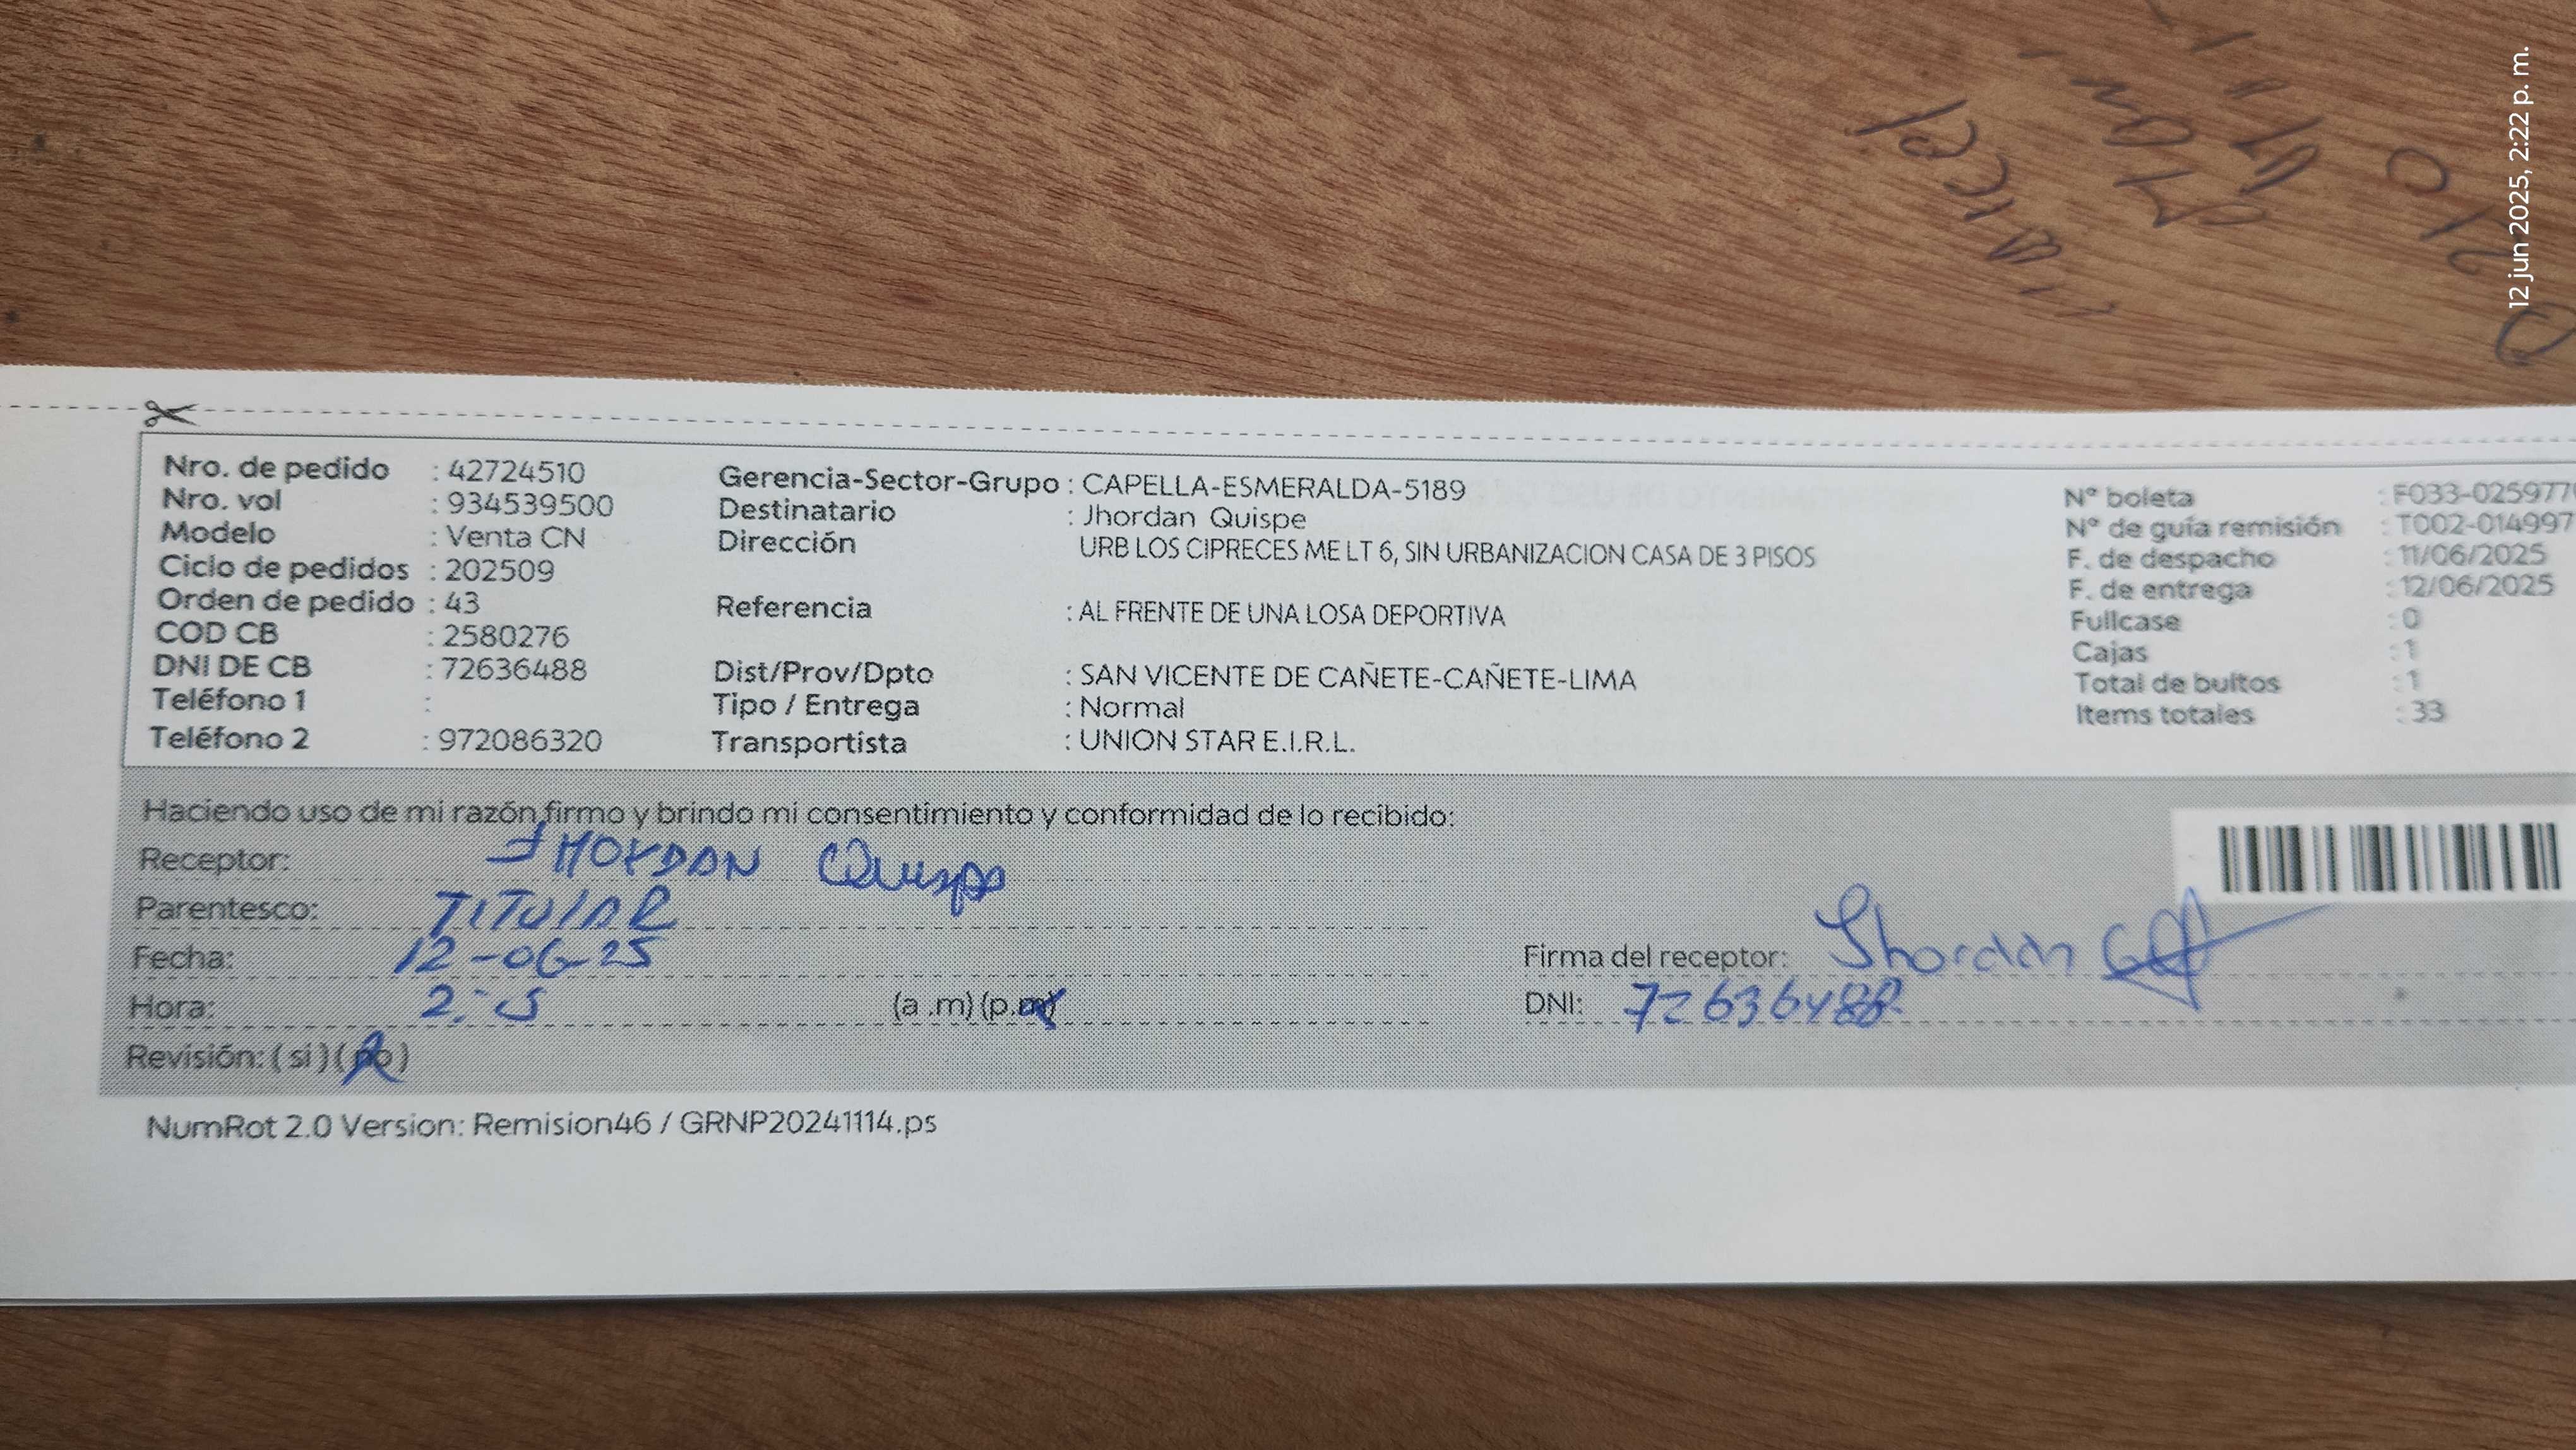 12 jun 2025, 2:22 p. m.
Nro. de pedido : 42724510
Nro. vol : 934539500
Modelo : Venta CN
Ciclo de pedidos : 202509
Orden de pedido : 43
COD CB : 2580276
DNI DE CB : 72636488
Teléfono 1 :
Teléfono 2 : 972086320
Gerencia-Sector-Grupo : CAPELLA-ESMERALDA-5189
Destinatario : Jhordan Quispe
Dirección URB LOS CIPRECES ME LT 6, SIN URBANIZACION CASA DE 3 PISOS
Referencia : AL FRENTE DE UNA LOSA DEPORTIVA
Dist/Prov/Dpto : SAN VICENTE DE CAÑETE-CAÑETE-LIMA
Tipo / Entrega : Normal
Transportista : UNION STAR E.I.R.L.
N° boleta : F033-0259779
N° de guía remisión : T002-014997
F. de despacho : 11/06/2025
F. de entrega : 12/06/2025
Fullcase : 0
Cajas : 1
Total de bultos : 1
Items totales : 33
Haciendo uso de mi razón,firmo y brindo mi consentimiento y conformidad de lo recibido:
Receptor: JHORDAN Quispe
Parentesco: TITULAR
Fecha: 12-06-25
Hora: (a .m) (p.m)
Revisión: ( si ) ( no )
Firma del receptor: Jhordan
DNI: 72636488
NumRot 2.0 Version: Remision46 / GRNP20241114.ps